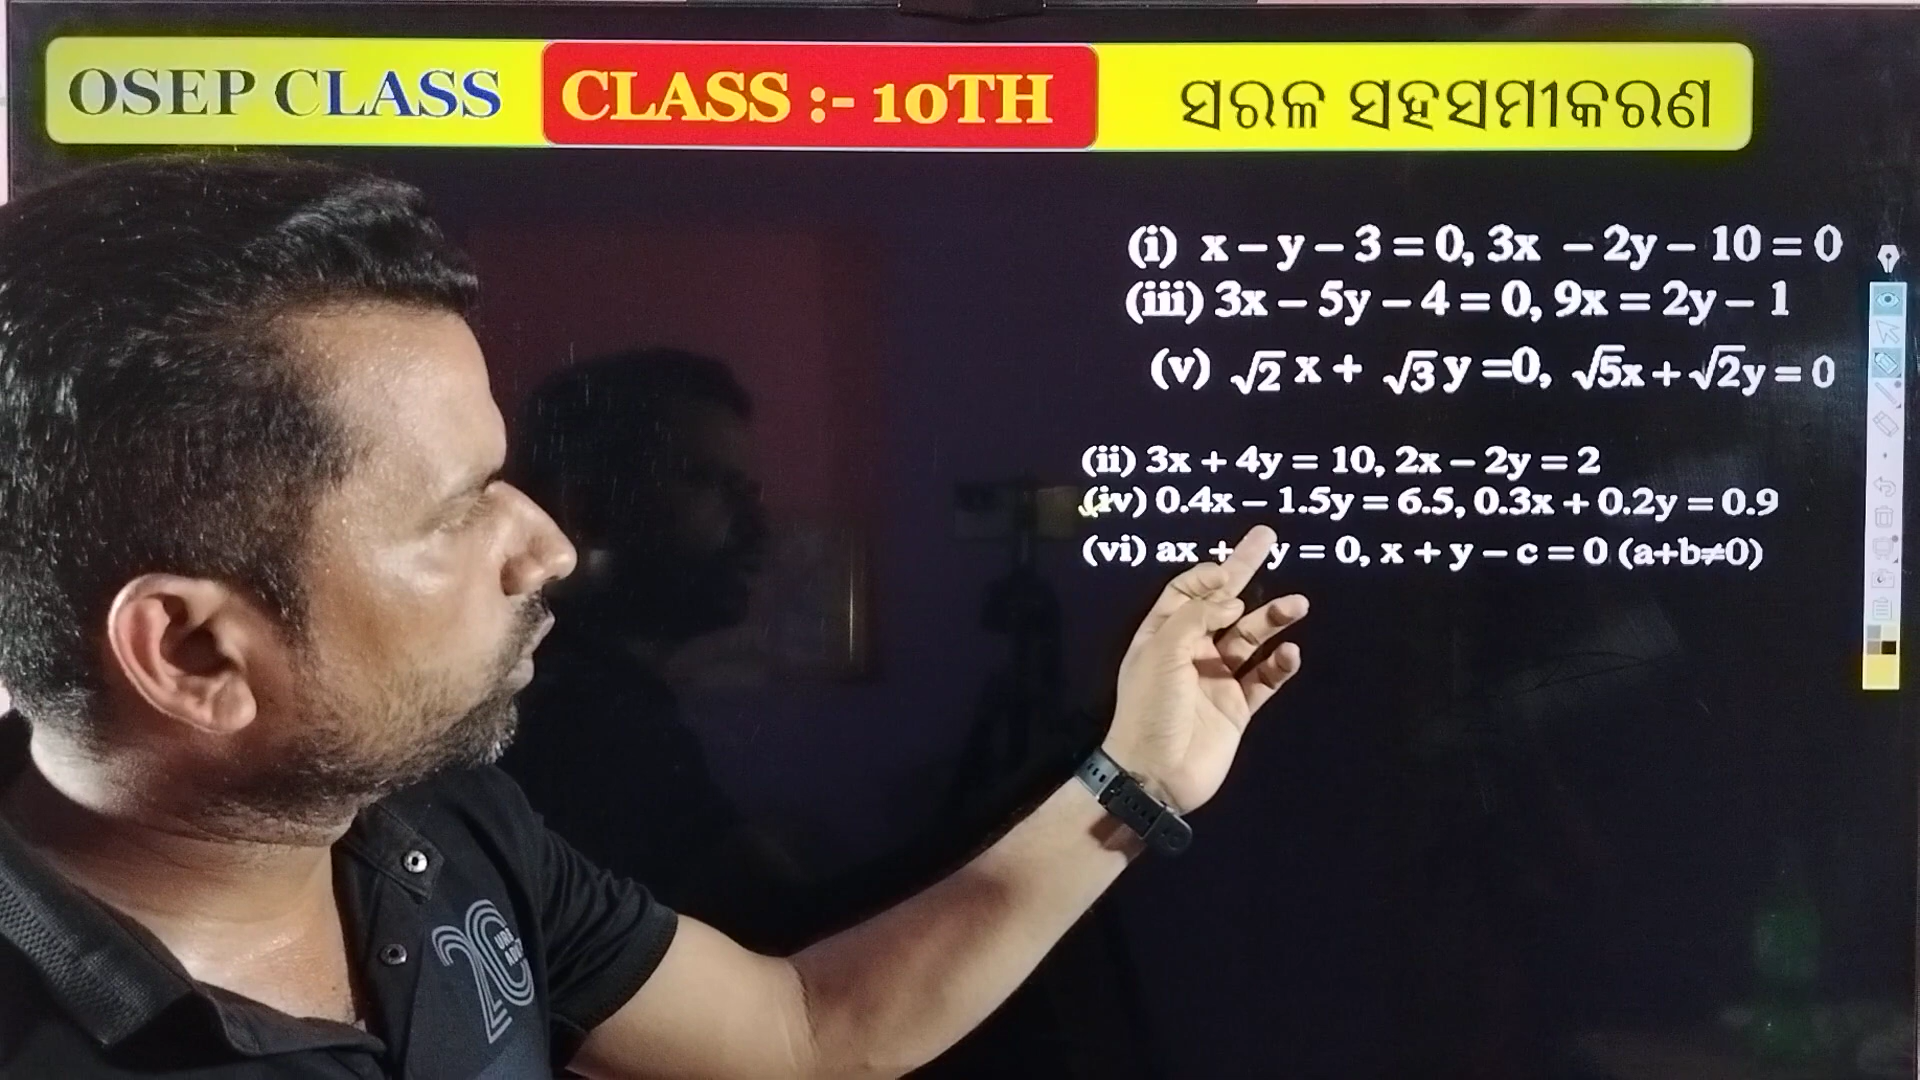 OSEP CLASS CLASS :- 10TH ସରଳ ସହସମୀକରଣ
(i) x – y – 3 = 0, 3x – 2y – 10 = 0
(iii) 3x – 5y – 4 = 0, 9x = 2y – 1
(v) √2 x + √3 y =0, √5x + √2y = 0
(ii) 3x + 4y = 10, 2x – 2y = 2
(iv) 0.4x – 1.5y = 6.5, 0.3x + 0.2y = 0.9
(vi) ax + y = 0, x + y – c = 0 (a+b≠0)
20